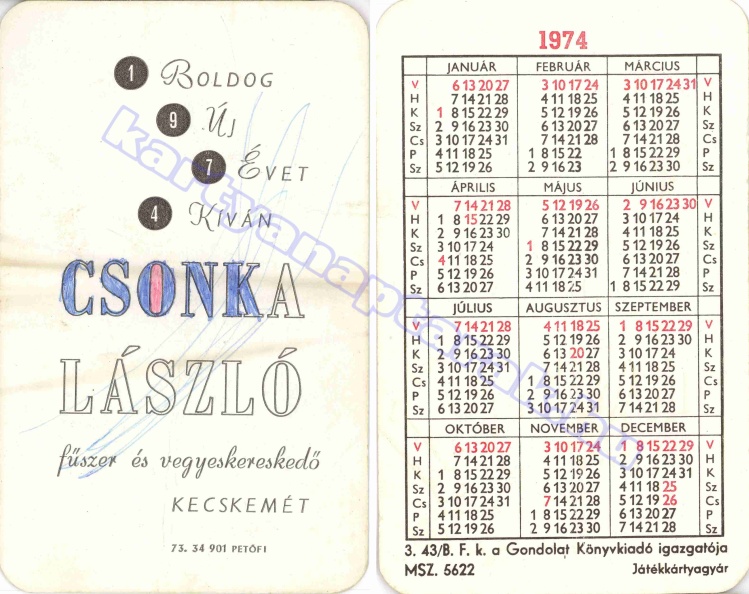 1 BOLDOG
9 ÚJ
7 ÉVET
4 KÍVÁN
CSONKA
LÁSZLÓ
fűszer és vegyeskereskedő
KECSKEMÉT
73. 34 901 PETŐFI
kartyanaptarak.hu
1974
JANUÁR FEBRUÁR MÁRCIUS
V 6 13 20 27 3 10 17 24 3 10 17 24 31 V
H 7 14 21 28 4 11 18 25 4 11 18 25 H
K 1 8 15 22 29 5 12 19 26 5 12 19 26 K
Sz 2 9 16 23 30 6 13 20 27 6 13 20 27 Sz
Cs 3 10 17 24 31 7 14 21 28 7 14 21 28 Cs
P 4 11 18 25 1 8 15 22 1 8 15 22 29 P
Sz 5 12 19 26 2 9 16 23 2 9 16 23 30 Sz
ÁPRILIS MÁJUS JÚNIUS
V 7 14 21 28 5 12 19 26 2 9 16 23 30 V
H 1 8 15 22 29 6 13 20 27 3 10 17 24 H
K 2 9 16 23 30 7 14 21 28 4 11 18 25 K
Sz 3 10 17 24 1 8 15 22 29 5 12 19 26 Sz
Cs 4 11 18 25 2 9 16 23 30 6 13 20 27 Cs
P 5 12 19 26 3 10 17 24 31 7 14 21 28 P
Sz 6 13 20 27 4 11 18 25 1 8 15 22 29 Sz
JÚLIUS AUGUSZTUS SZEPTEMBER
V 7 14 21 28 4 11 18 25 1 8 15 22 29 V
H 1 8 15 22 29 5 12 19 26 2 9 16 23 30 H
K 2 9 16 23 30 6 13 20 27 3 10 17 24 K
Sz 3 10 17 24 31 7 14 21 28 4 11 18 25 Sz
Cs 4 11 18 25 1 8 15 22 29 5 12 19 26 Cs
P 5 12 19 26 2 9 16 23 30 6 13 20 27 P
Sz 6 13 20 27 3 10 17 24 31 7 14 21 28 Sz
OKTÓBER NOVEMBER DECEMBER
V 6 13 20 27 3 10 17 24 1 8 15 22 29 V
H 7 14 21 28 4 11 18 25 2 9 16 23 30 H
K 1 8 15 22 29 5 12 19 26 3 10 17 24 31 K
Sz 2 9 16 23 30 6 13 20 27 4 11 18 25 Sz
Cs 3 10 17 24 31 7 14 21 28 5 12 19 26 Cs
P 4 11 18 25 1 8 15 22 29 6 13 20 27 P
Sz 5 12 19 26 2 9 16 23 30 7 14 21 28 Sz
3. 43/B. F. k. a Gondolat Könyvkiadó igazgatója
MSZ. 5622 Játékkártyagyár